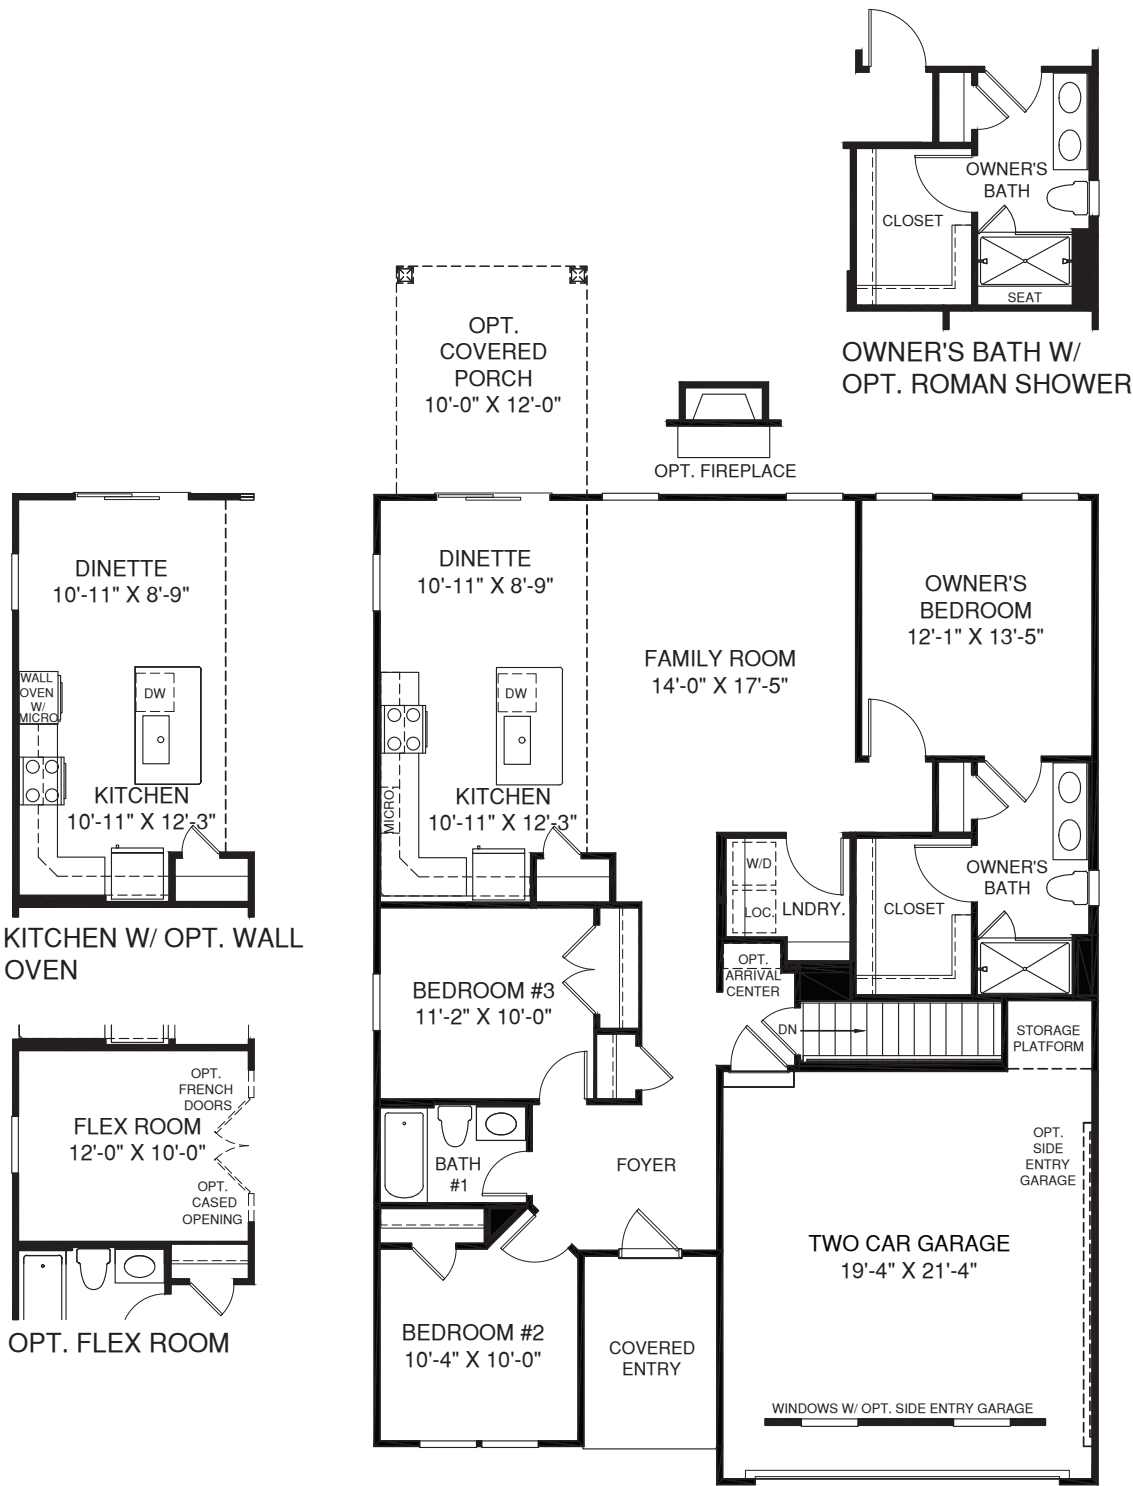 OWNER'S
BATH
CLOSET
SEAT
OWNER'S BATH W/
OPT. ROMAN SHOWER
OPT.
COVERED
PORCH
10'-0" X 12'-0"
OPT. FIREPLACE
DINETTE
10'-11" X 8'-9"
WALL
OVEN
W/
MICRO
DW
KITCHEN
10'-11" X 12'-3"
KITCHEN W/ OPT. WALL
OVEN
DINETTE
10'-11" X 8'-9"
DW
MICRO
KITCHEN
10'-11" X 12'-3"
FAMILY ROOM
14'-0" X 17'-5"
OWNER'S
BEDROOM
12'-1" X 13'-5"
W/D
LOC.
LNDRY.
CLOSET
OWNER'S
BATH
OPT.
ARRIVAL
CENTER
DN
STORAGE
PLATFORM
BEDROOM #3
11'-2" X 10'-0"
OPT.
FRENCH
DOORS
FLEX ROOM
12'-0" X 10'-0"
OPT.
CASED
OPENING
OPT. FLEX ROOM
BATH
#1
FOYER
OPT.
SIDE
ENTRY
GARAGE
TWO CAR GARAGE
19'-4" X 21'-4"
BEDROOM #2
10'-4" X 10'-0"
COVERED
ENTRY
WINDOWS W/ OPT. SIDE ENTRY GARAGE